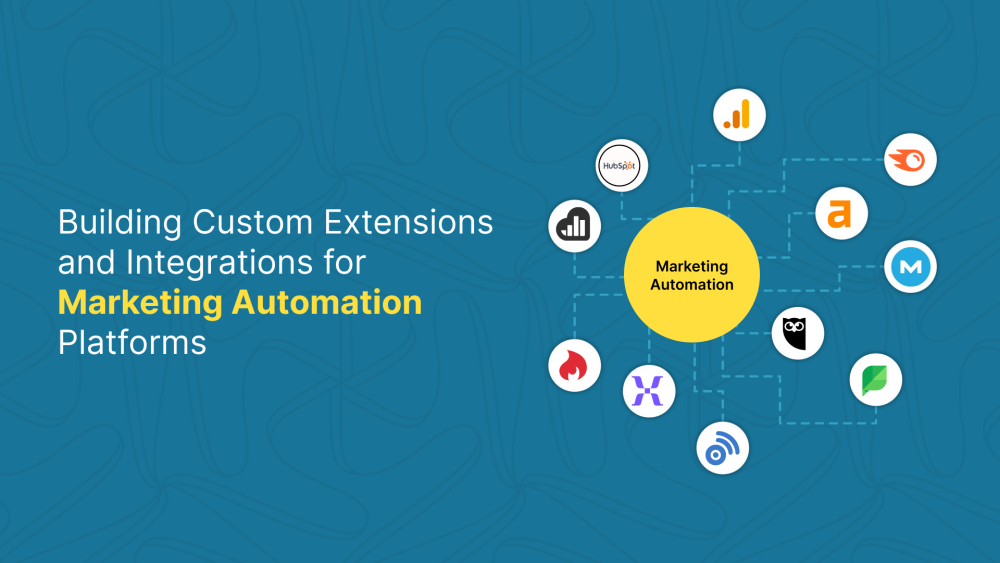 Building Custom Extensions
and Integrations for
Marketing Automation
Platforms
HubSpot
Marketing
Automation